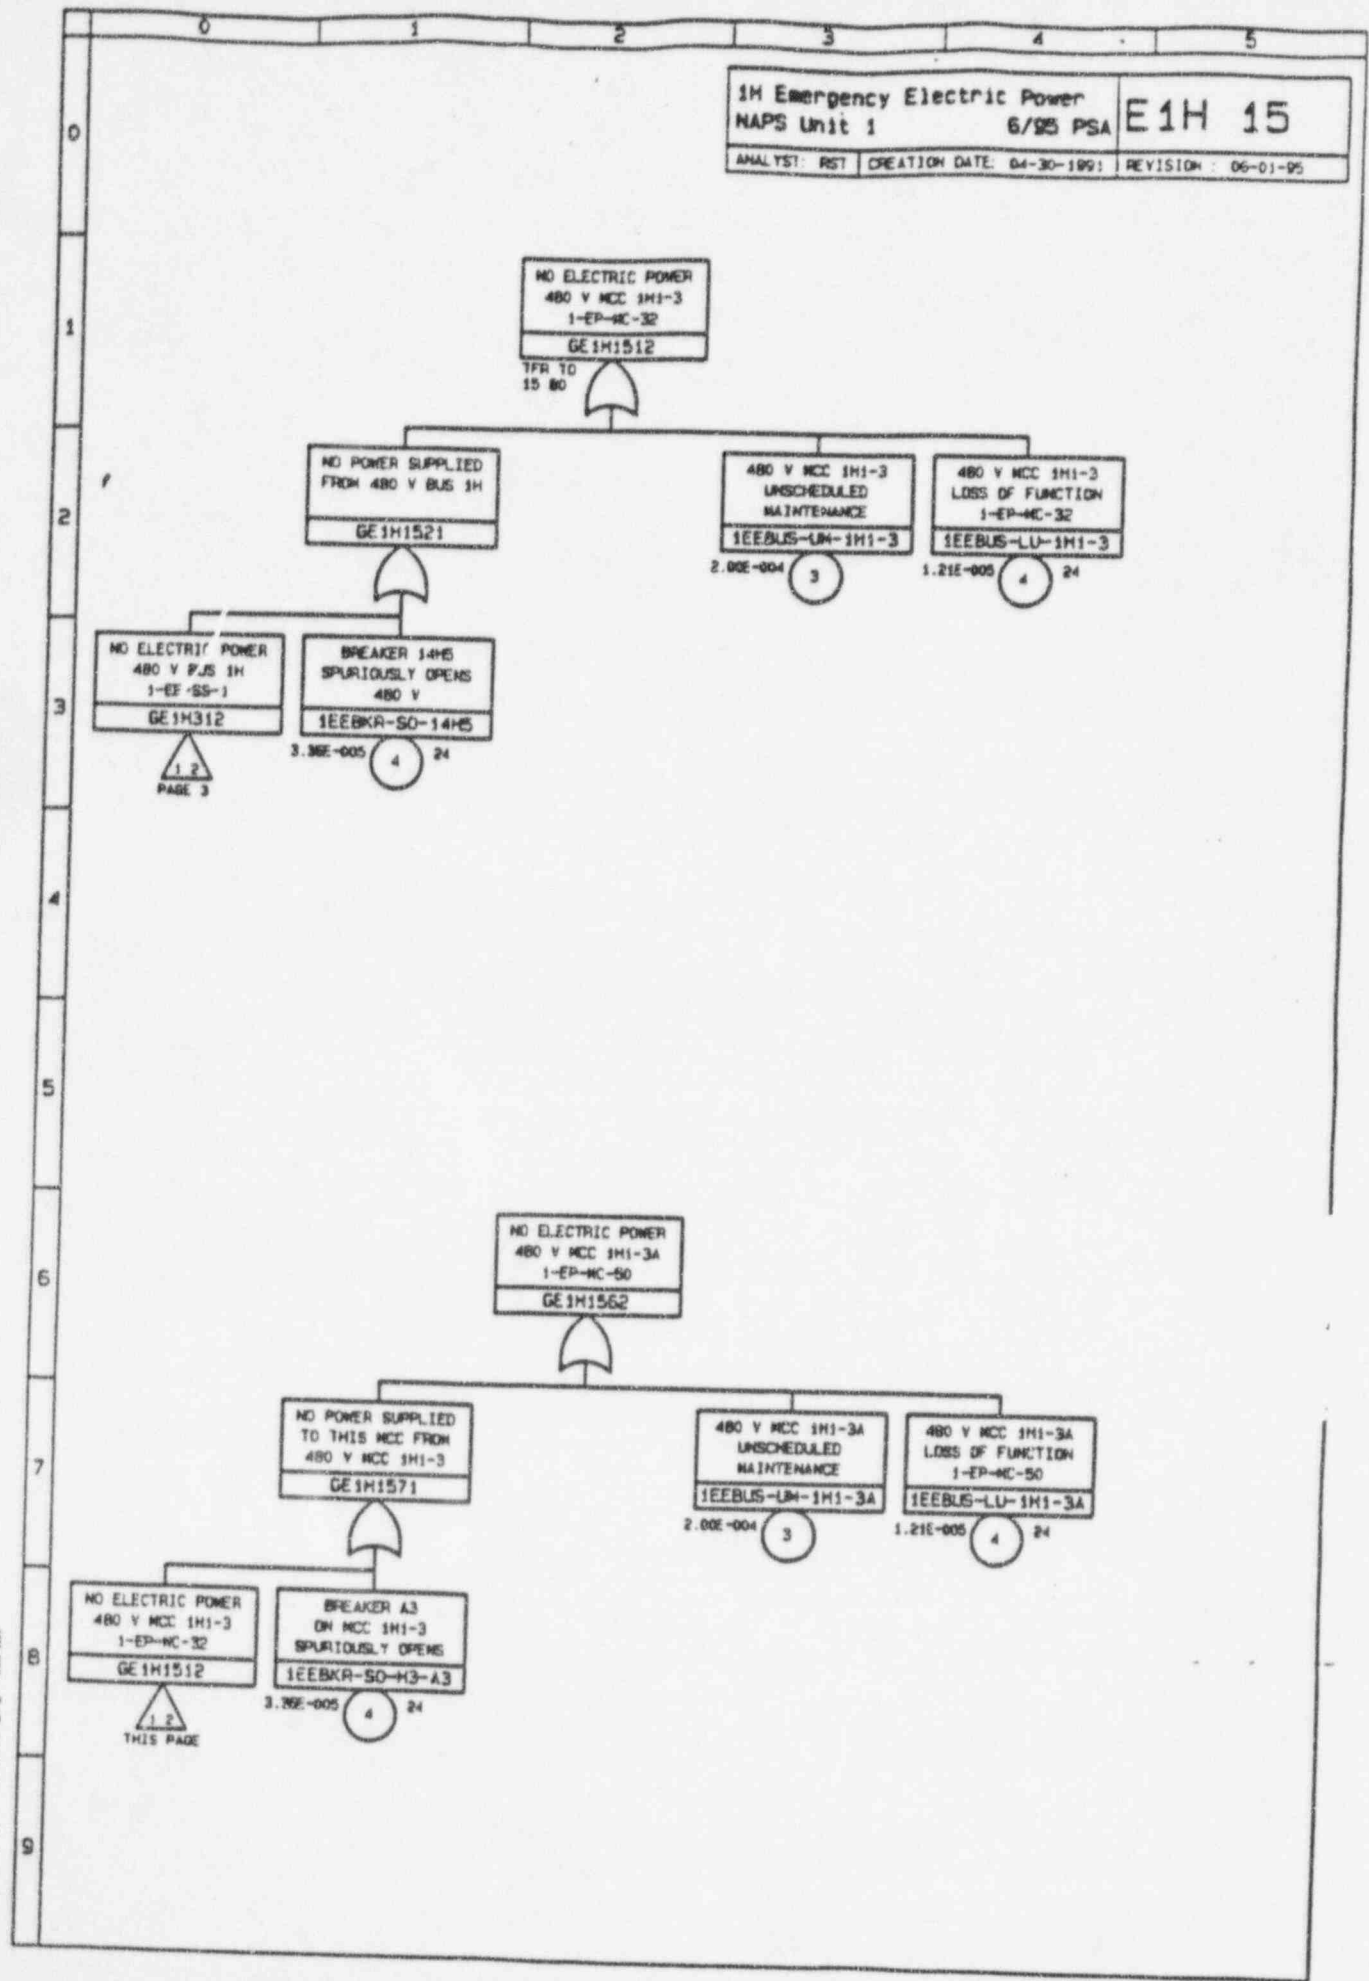 0 1 2 3 4 5
1H Emergency Electric Power
NAPS Unit 1 6/95 PSA
E1H 15
ANALYST: RST CREATION DATE: 04-30-1991 REVISION : 06-01-95
0
1
2
3
4
5
6
7
8
9
NO ELECTRIC POWER
480 V MCC 1H1-3
1-EP-MC-32
GE1H1512
TFR TO
15 80
NO POWER SUPPLIED
FROM 480 V BUS 1H
GE1H1521
480 V MCC 1H1-3
UNSCHEDULED
MAINTENANCE
1EEBUS-UM-1H1-3
2.00E-004 3
480 V MCC 1H1-3
LOSS OF FUNCTION
1-EP-MC-32
1EEBUS-LU-1H1-3
1.21E-005 4 24
NO ELECTRIC POWER
480 V BUS 1H
1-EE-SS-1
GE1H312
1 2
PAGE 3
BREAKER 14H5
SPURIOUSLY OPENS
480 V
1EEBKR-SO-14H5
3.36E-005 4 24
NO ELECTRIC POWER
480 V MCC 1H1-3A
1-EP-MC-50
GE1H1562
NO POWER SUPPLIED
TO THIS MCC FROM
480 V MCC 1H1-3
GE1H1571
480 V MCC 1H1-3A
UNSCHEDULED
MAINTENANCE
1EEBUS-UM-1H1-3A
2.00E-004 3
480 V MCC 1H1-3A
LOSS OF FUNCTION
1-EP-MC-50
1EEBUS-LU-1H1-3A
1.21E-005 4 24
NO ELECTRIC POWER
480 V MCC 1H1-3
1-EP-MC-32
GE1H1512
1 2
THIS PAGE
BREAKER A3
ON MCC 1H1-3
SPURIOUSLY OPENS
1EEBKR-SO-H3-A3
3.36E-005 4 24